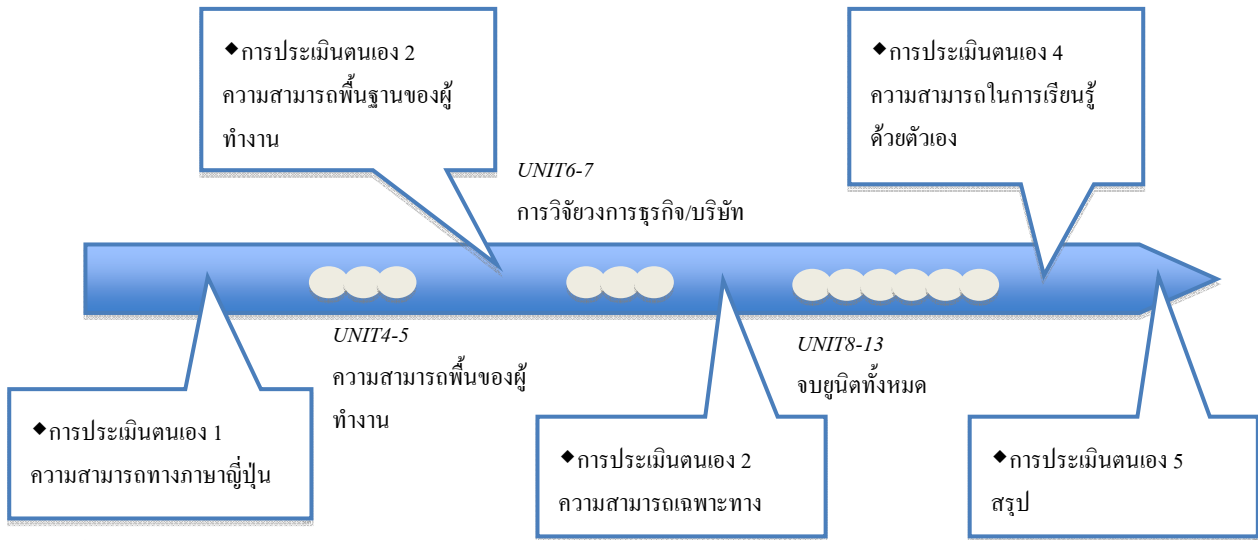 ◆การประเมินตนเอง 2
ความสามารถพื้นฐานของผู้
ทำงาน
◆การประเมินตนเอง 4
ความสามารถในการเรียนรู้
ด้วยตัวเอง
UNIT6-7
การวิจัยวงการธุรกิจ/บริษัท
UNIT4-5
ความสามารถพื้นของผู้
ทำงาน
UNIT8-13
จบยูนิตทั้งหมด
◆การประเมินตนเอง 1
ความสามารถทางภาษาญี่ปุ่น
◆การประเมินตนเอง 2
ความสามารถเฉพาะทาง
◆การประเมินตนเอง 5
สรุป